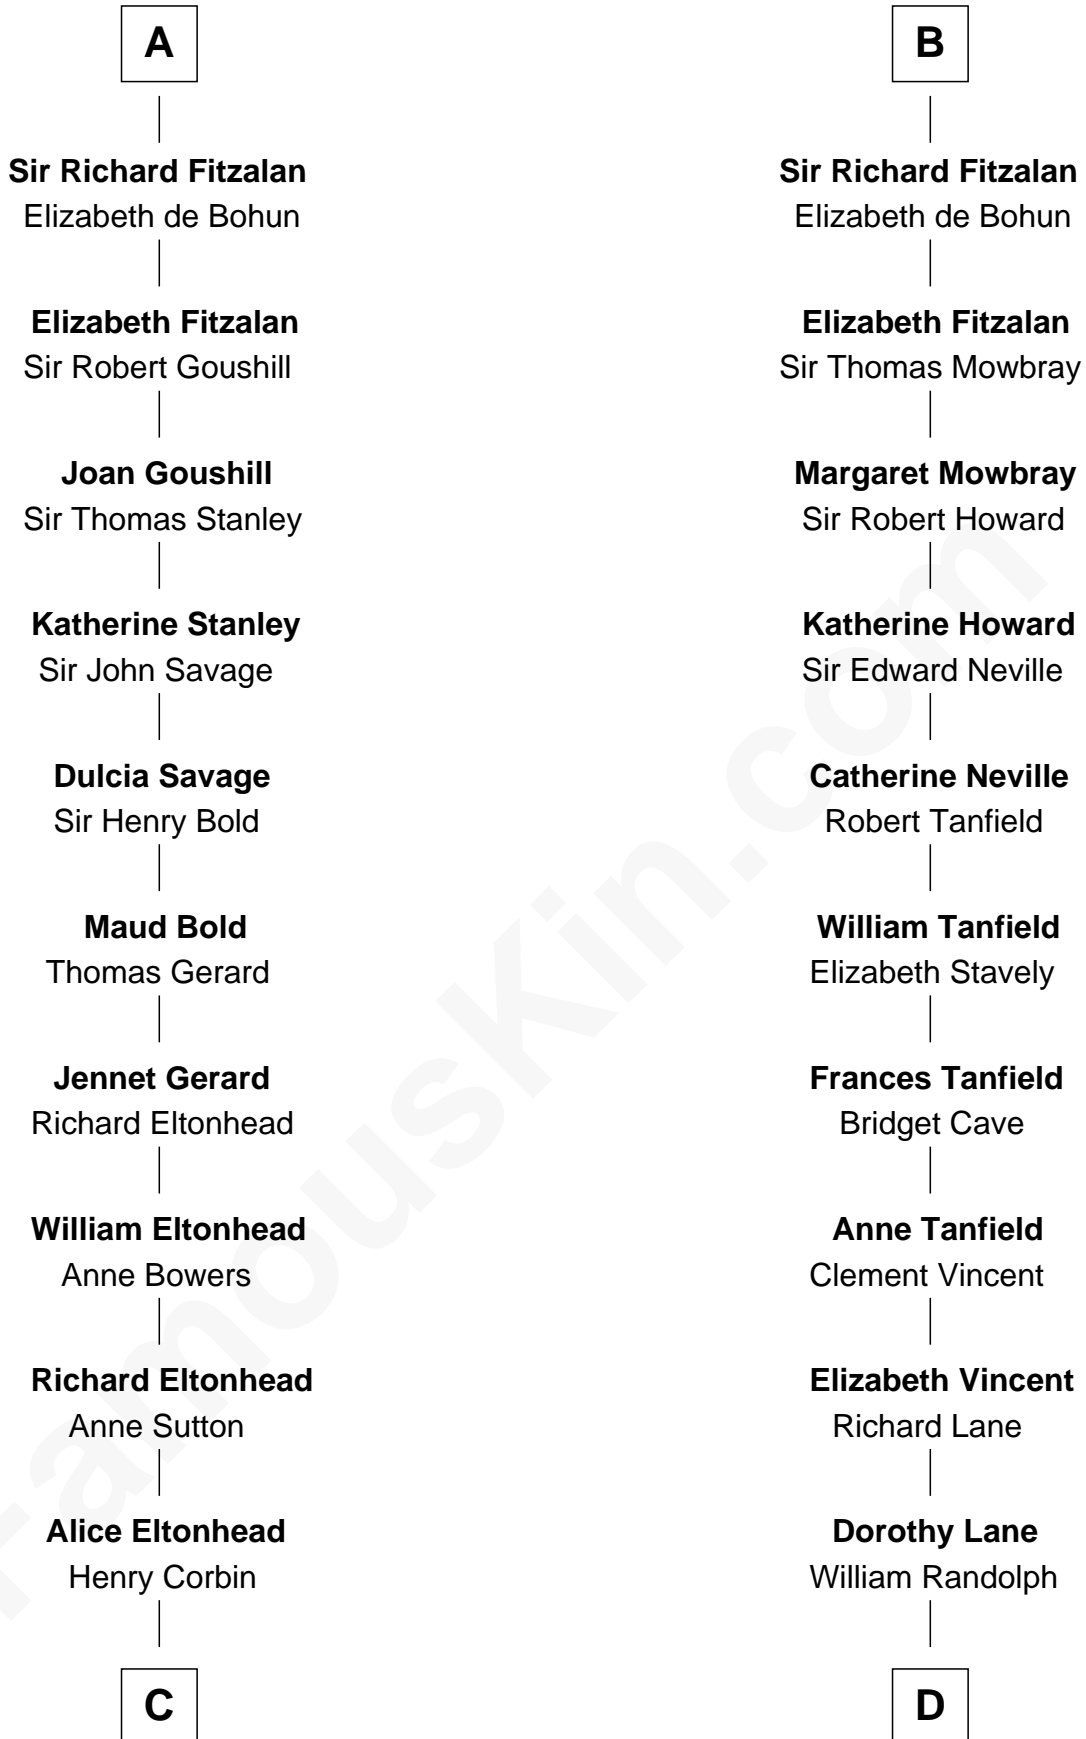 A
Sir Richard Fitzalan
Elizabeth de Bohun
Elizabeth Fitzalan
Sir Robert Goushill
Joan Goushill
Sir Thomas Stanley
Katherine Stanley
Sir John Savage
Dulcia Savage
Sir Henry Bold
Maud Bold
Thomas Gerard
Jennet Gerard
Richard Eltonhead
William Eltonhead
Anne Bowers
Richard Eltonhead
Anne Sutton
Alice Eltonhead
Henry Corbin
C
B
Sir Richard Fitzalan
Elizabeth de Bohun
Elizabeth Fitzalan
Sir Thomas Mowbray
Margaret Mowbray
Sir Robert Howard
Katherine Howard
Sir Edward Neville
Catherine Neville
Robert Tanfield
William Tanfield
Elizabeth Stavely
Frances Tanfield
Bridget Cave
Anne Tanfield
Clement Vincent
Elizabeth Vincent
Richard Lane
Dorothy Lane
William Randolph
D
FamousKin.com